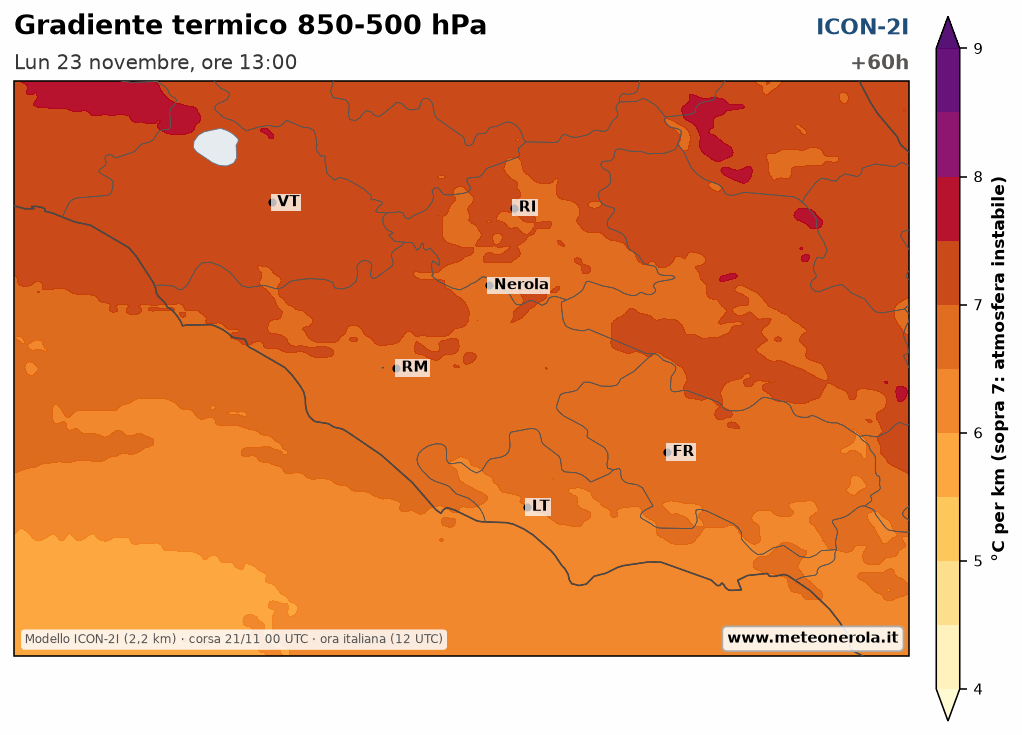 Gradiente termico 850-500 hPa
ICON-2I
Lun 23 novembre, ore 13:00
+60h
9
8
7
6
5
4
°C per km (sopra 7: atmosfera instabile)
VT
RI
Nerola
RM
FR
LT
Modello ICON-2I (2,2 km) · corsa 21/11 00 UTC · ora italiana (12 UTC)
www.meteonerola.it